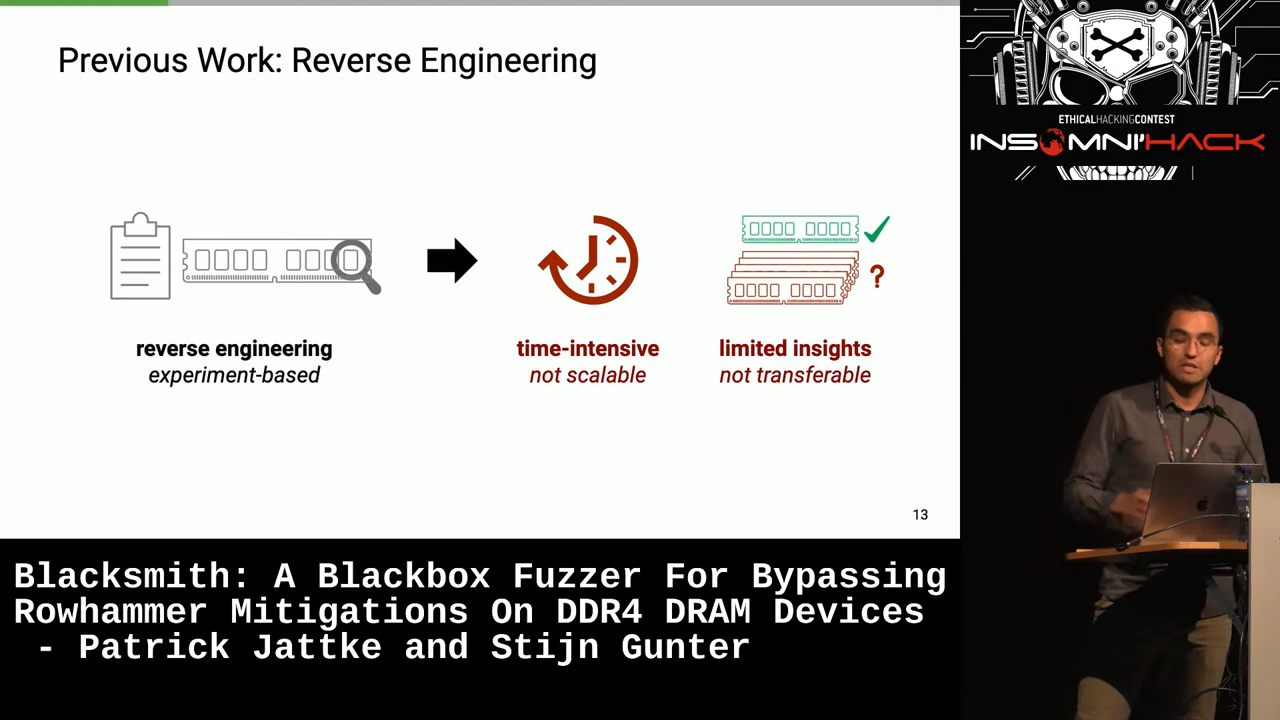 Previous Work: Reverse Engineering
reverse engineering
experiment-based
time-intensive
not scalable
?
limited insights
not transferable
13
ETHICALHACKINGCONTEST
INSOMNI'HACK
Blacksmith: A Blackbox Fuzzer For Bypassing
Rowhammer Mitigations On DDR4 DRAM Devices
- Patrick Jattke and Stijn Gunter